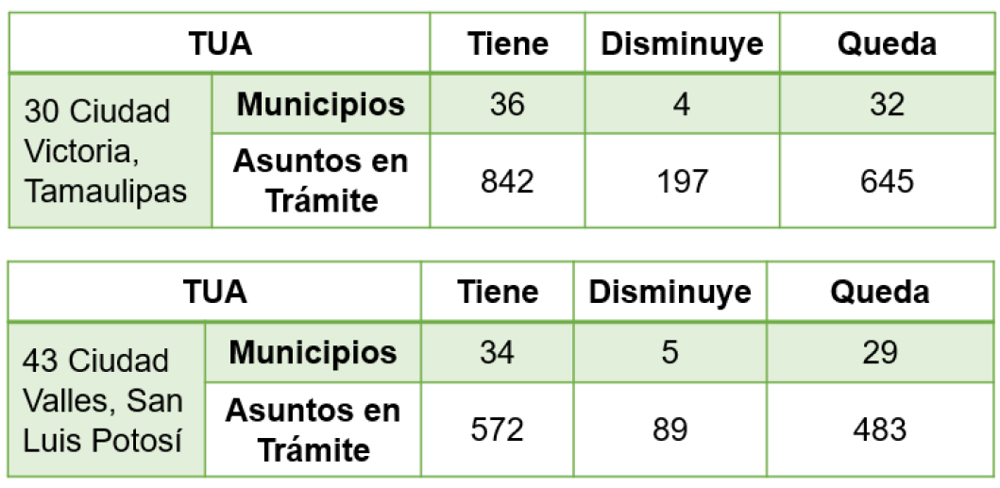 TUA Tiene Disminuye Queda
30 Ciudad
Victoria,
Tamaulipas
Municipios 36 4 32
Asuntos en
Trámite
842 197 645
TUA Tiene Disminuye Queda
43 Ciudad
Valles, San
Luis Potosí
Municipios 34 5 29
Asuntos en
Trámite
572 89 483